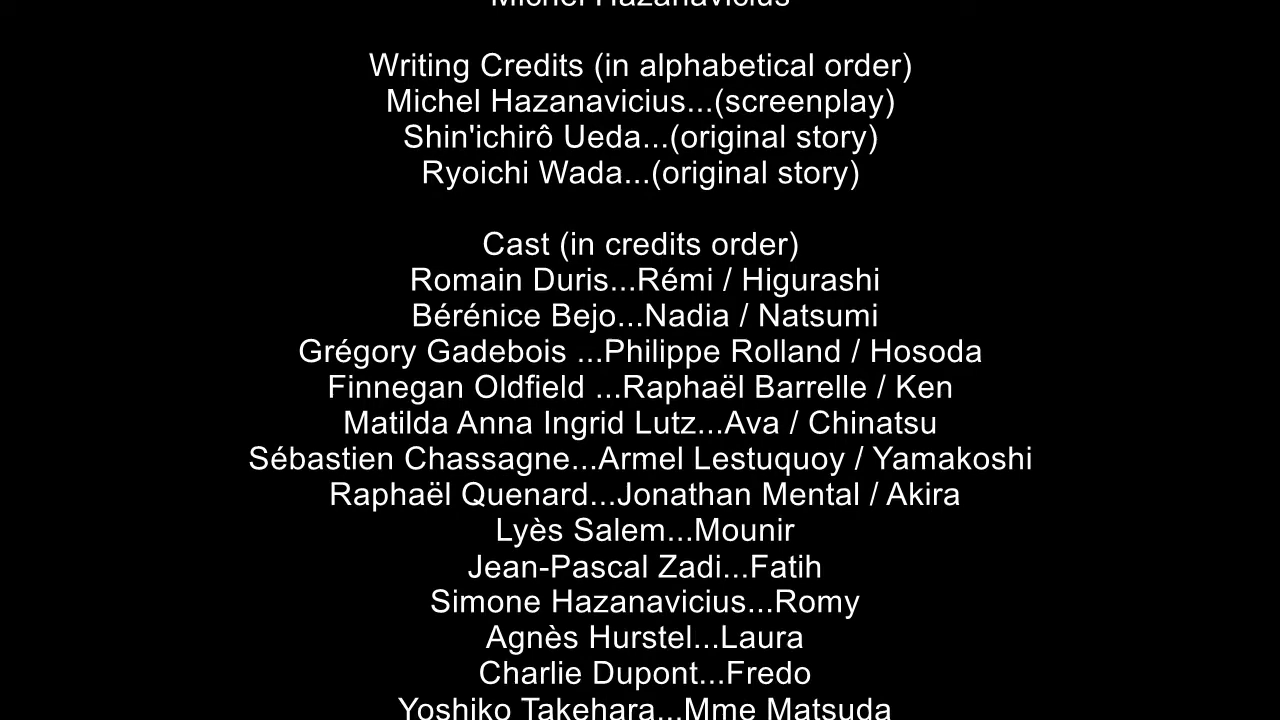 Michel Hazanavicius
Writing Credits (in alphabetical order)
Michel Hazanavicius...(screenplay)
Shin'ichirô Ueda...(original story)
Ryoichi Wada...(original story)
Cast (in credits order)
Romain Duris...Rémi / Higurashi
Bérénice Bejo...Nadia / Natsumi
Grégory Gadebois ...Philippe Rolland / Hosoda
Finnegan Oldfield ...Raphaël Barrelle / Ken
Matilda Anna Ingrid Lutz...Ava / Chinatsu
Sébastien Chassagne...Armel Lestuquoy / Yamakoshi
Raphaël Quenard...Jonathan Mental / Akira
Lyès Salem...Mounir
Jean-Pascal Zadi...Fatih
Simone Hazanavicius...Romy
Agnès Hurstel...Laura
Charlie Dupont...Fredo
Yoshiko Takehara...Mme Matsuda